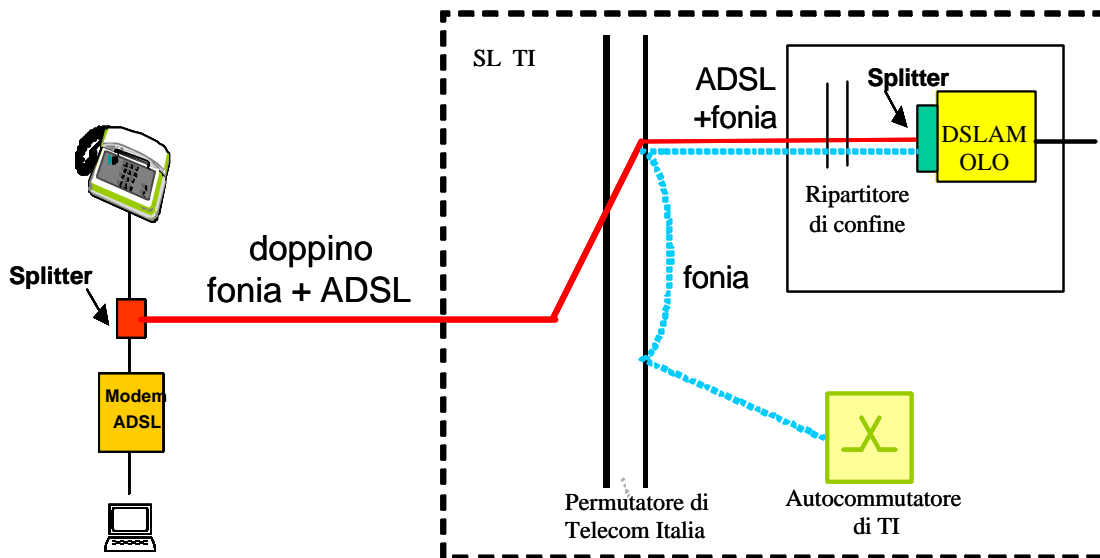 SL TI
ADSL
+fonia
Splitter
DSLAM
OLO
Ripartitore
di confine
doppino
fonia + ADSL
Splitter
fonia
Modem
ADSL
Permutatore di
Telecom Italia
Autocommutatore
di TI